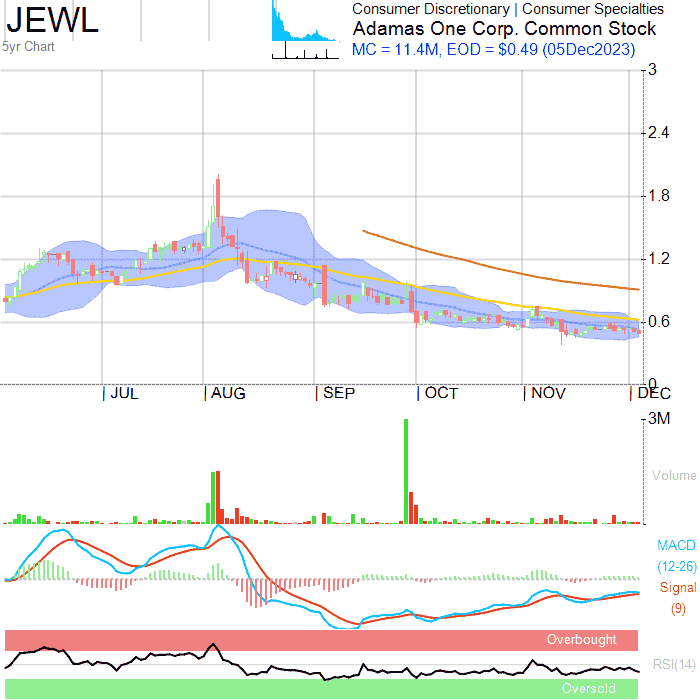 JEWL
5yr Chart
Consumer Discretionary | Consumer Specialties
Adamas One Corp. Common Stock
MC = 11.4M, EOD = $0.49 (05Dec2023)
3
2.4
1.8
1.2
0.6
0
JUL AUG SEP OCT NOV DEC
3M
Volume
MACD
(12-26)
Signal
(9)
Overbought
RSI(14)
Oversold